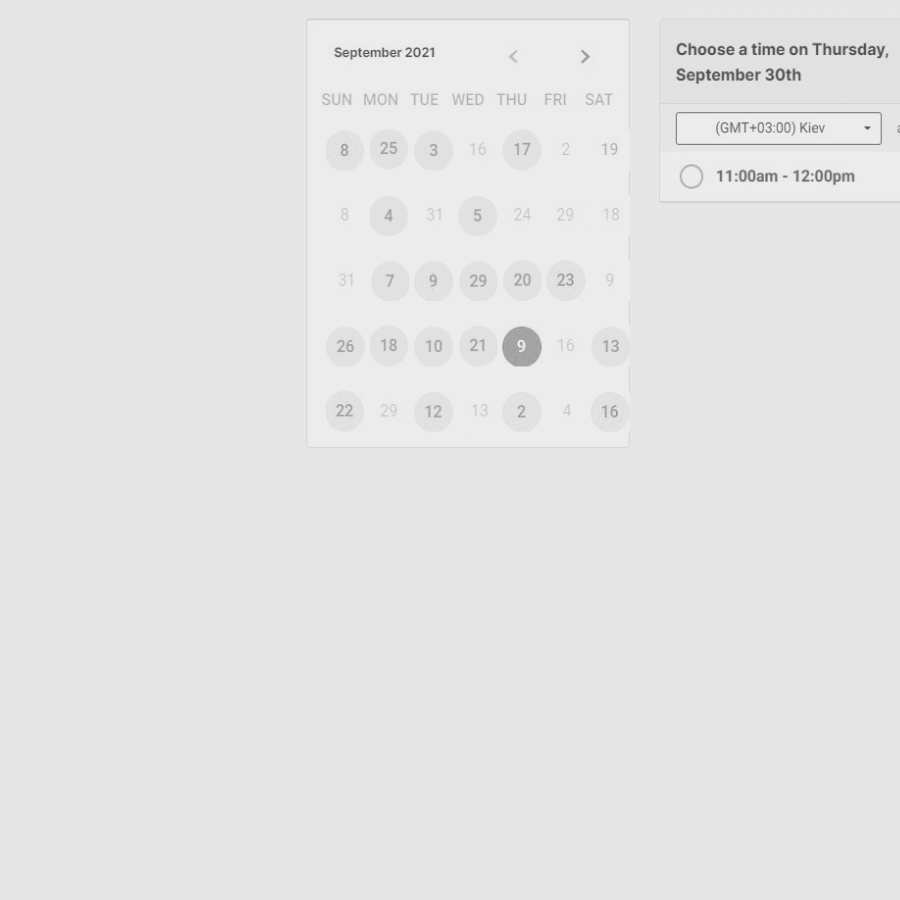 September 2021
SUN MON TUE WED THU FRI SAT
8 25 3 16 17 2 19
8 4 31 5 24 29 18
31 7 9 29 20 23 9
26 18 10 21 9 16 13
22 29 12 13 2 4 16
Choose a time on Thursday,
September 30th
(GMT+03:00) Kiev
11:00am - 12:00pm